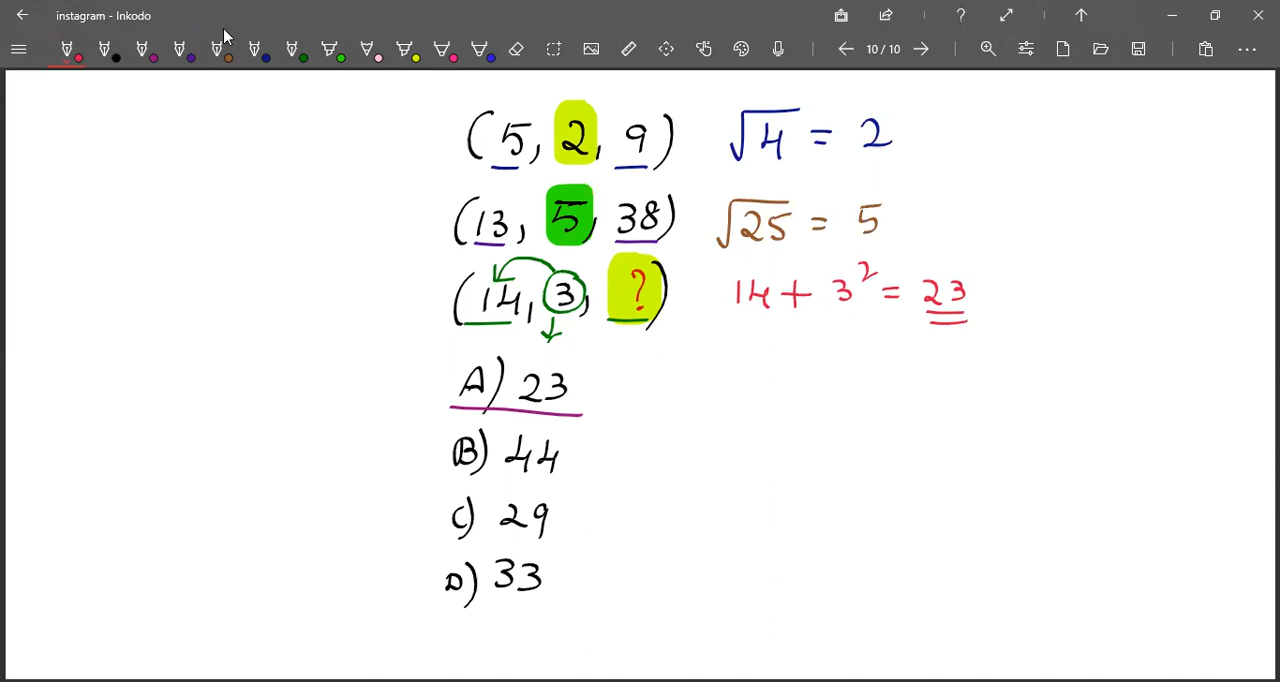 instagram - Inkodo
10/10
(5, 2, 9) √4 = 2
(13, 5, 38) √25 = 5
(14, 3, ?) 14 + 3² = 23
A) 23
B) 44
C) 29
D) 33